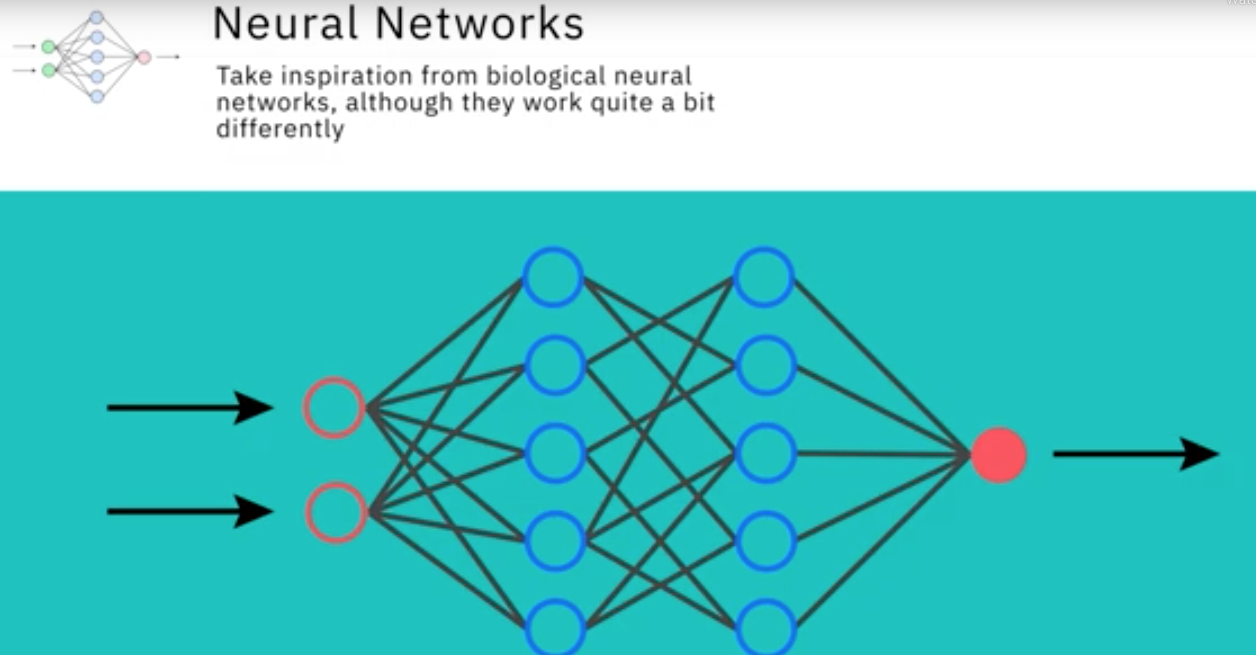 Neural Networks
Take inspiration from biological neural
networks, although they work quite a bit
differently